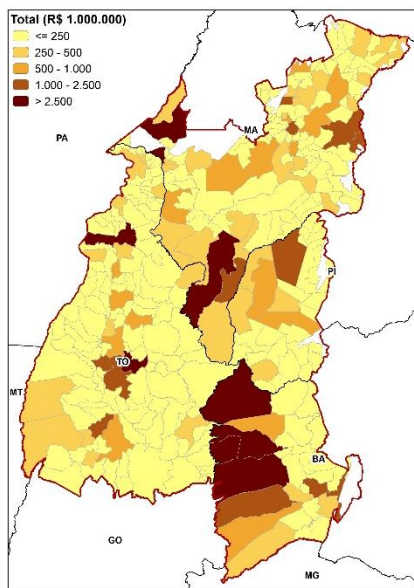 Total (R$ 1.000.000)
<= 250
250 - 500
500 - 1.000
1.000 - 2.500
> 2.500
PA
MA
PI
TO
MT
BA
GO
MG